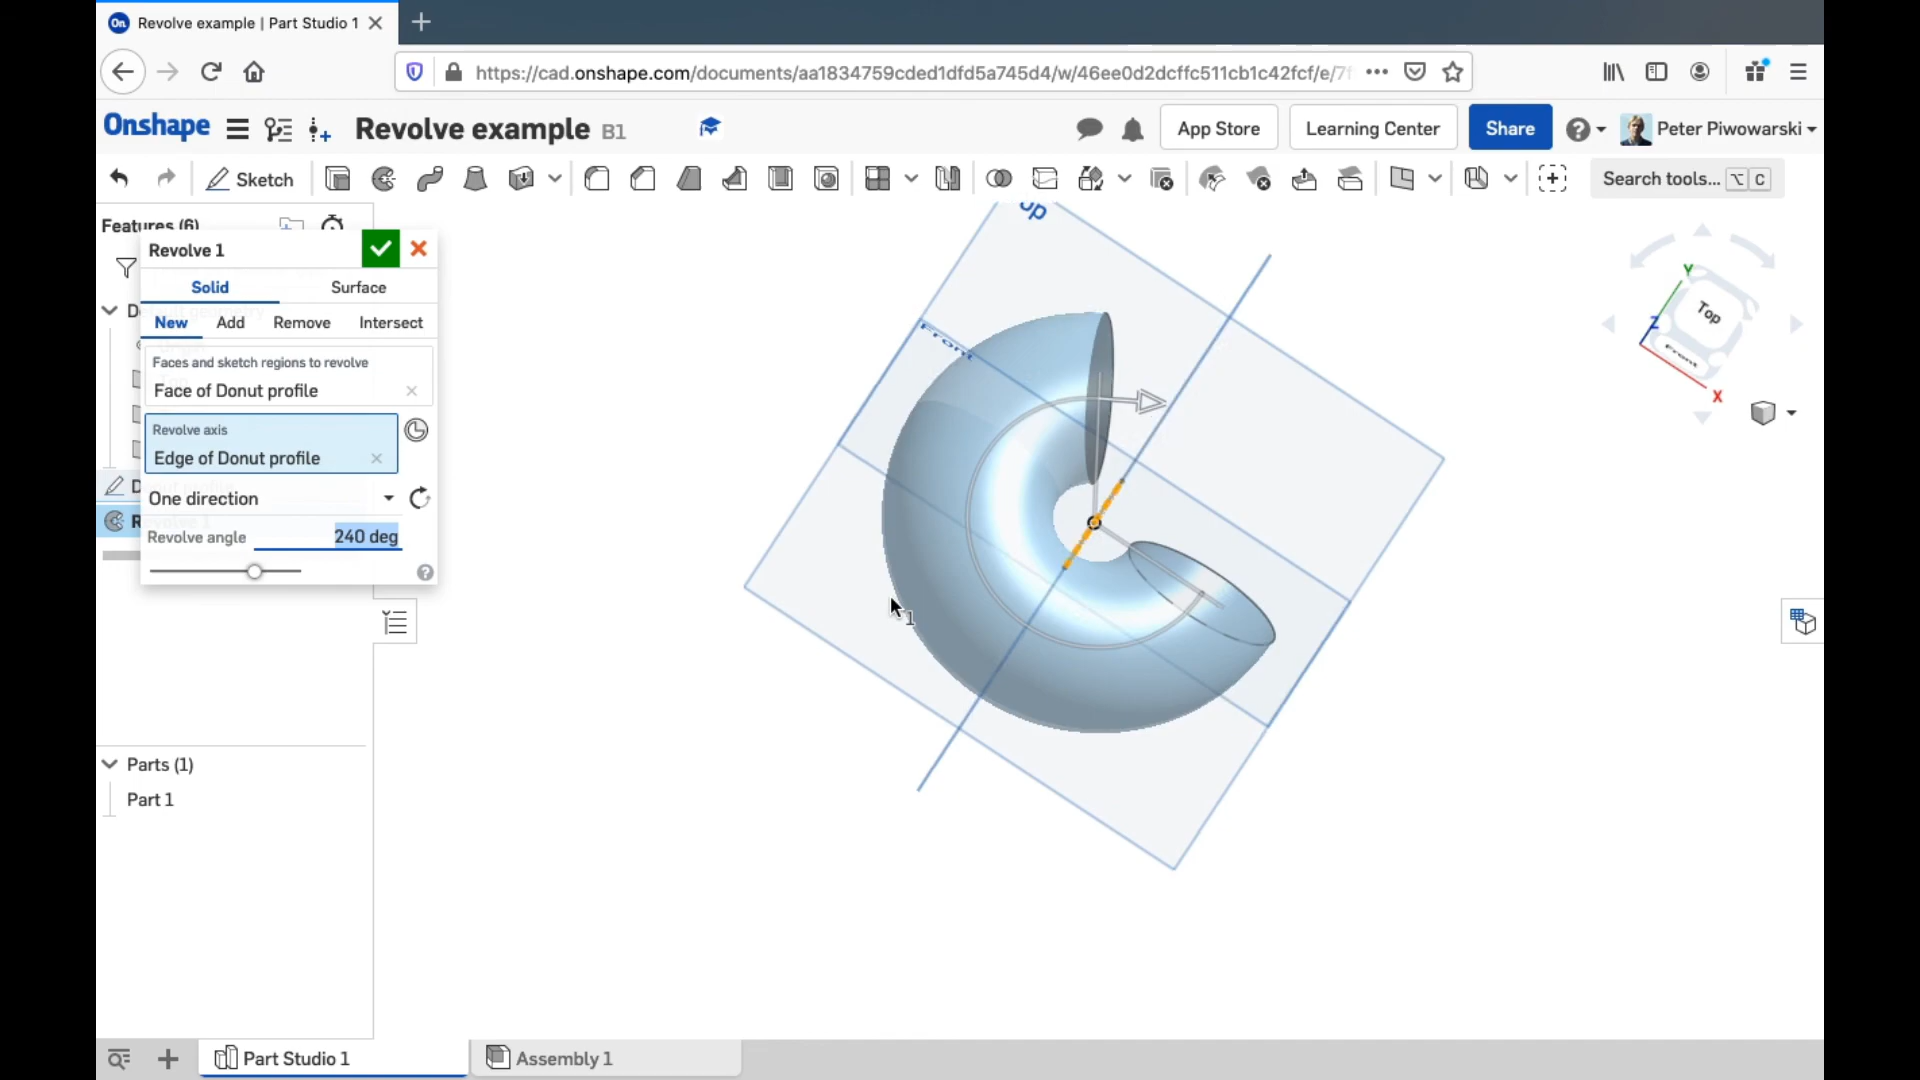 Revolve example | Part Studio 1
https://cad.onshape.com/documents/aa1834759cded1dfd5a745d4/w/46ee0d2dcffc511cb1c42fcf/e/7f
Onshape
Revolve example B1
App Store
Learning Center
Share
Peter Piwowarski
Sketch
Search tools... ⌥ C
Features (6)
Revolve 1
Solid
Surface
New
Add
Remove
Intersect
Faces and sketch regions to revolve
Face of Donut profile
Revolve axis
Edge of Donut profile
One direction
Revolve angle
240 deg
Front
Y
Z
X
Top
Front
1
Parts (1)
Part 1
Part Studio 1
Assembly 1